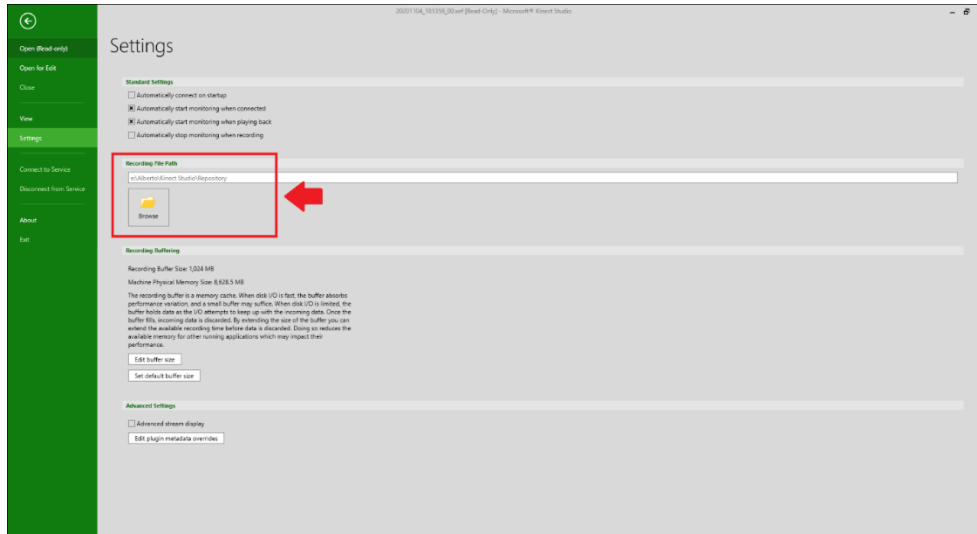 20201104_101358_00.xef [Read-Only] - Microsoft® Kinect Studio
Open (Read-only)
Open for Edit
Close
View
Settings
Connect to Service
Disconnect from Service
About
Exit
Settings
Standard Settings
Automatically connect on startup
Automatically start monitoring when connected
Automatically start monitoring when playing back
Automatically stop monitoring when recording
Recording File Path
e:\Alberto\Kinect Studio\Repository
Browse
Recording Buffering
Recording Buffer Size: 1,024 MB
Machine Physical Memory Size: 8,628.5 MB
The recording buffer is a memory cache. When disk I/O is fast, the buffer absorbs
performance variation, and a small buffer may suffice. When disk I/O is limited, the
buffer holds data as the I/O attempts to keep up with the incoming data. Once the
buffer fills, incoming data is discarded. By extending the size of the buffer you can
extend the available recording time before data is discarded. Doing so reduces the
available memory for other running applications which may impact their
performance.
Edit buffer size
Set default buffer size
Advanced Settings
Advanced stream display
Edit plugin metadata overrides